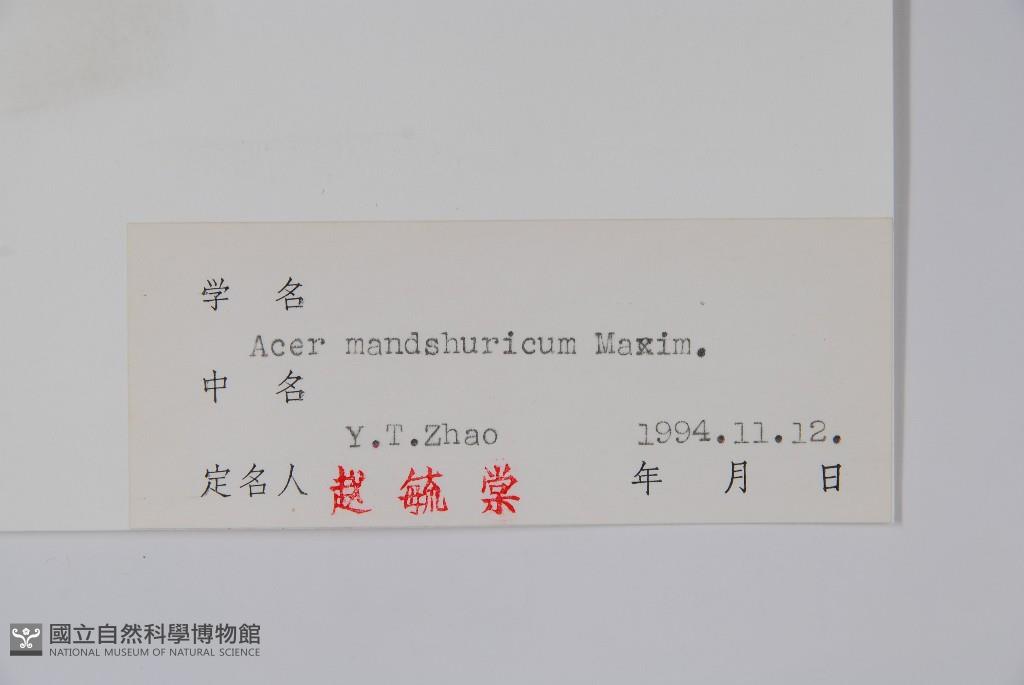 学 名
Acer mandshuricum Maxim.
中 名
Y.T.Zhao 1994.11.12.
定名人 赵毓棠 年 月 日
國立自然科學博物館
NATIONAL MUSEUM OF NATURAL SCIENCE